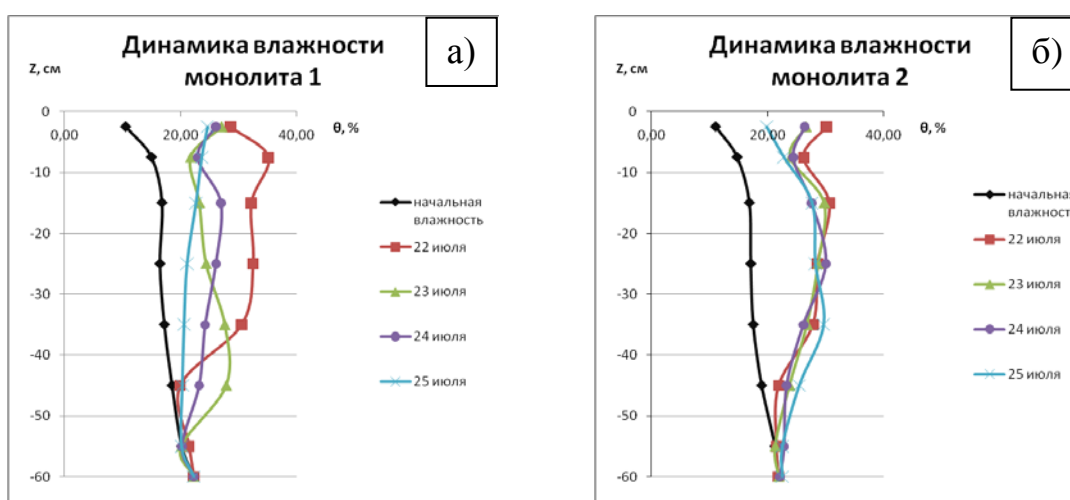 Динамика влажности
монолита 1
а)
Z, см
0
0,00 20,00 40,00
θ, %
-10
-20
-30
-40
-50
-60
начальная
влажность
22 июля
23 июля
24 июля
25 июля
Динамика влажности
монолита 2
б)
Z, см
0
0,00 20,00 40,00
θ, %
-10
-20
-30
-40
-50
-60
начальная
влажност
22 июля
23 июля
24 июля
25 июля